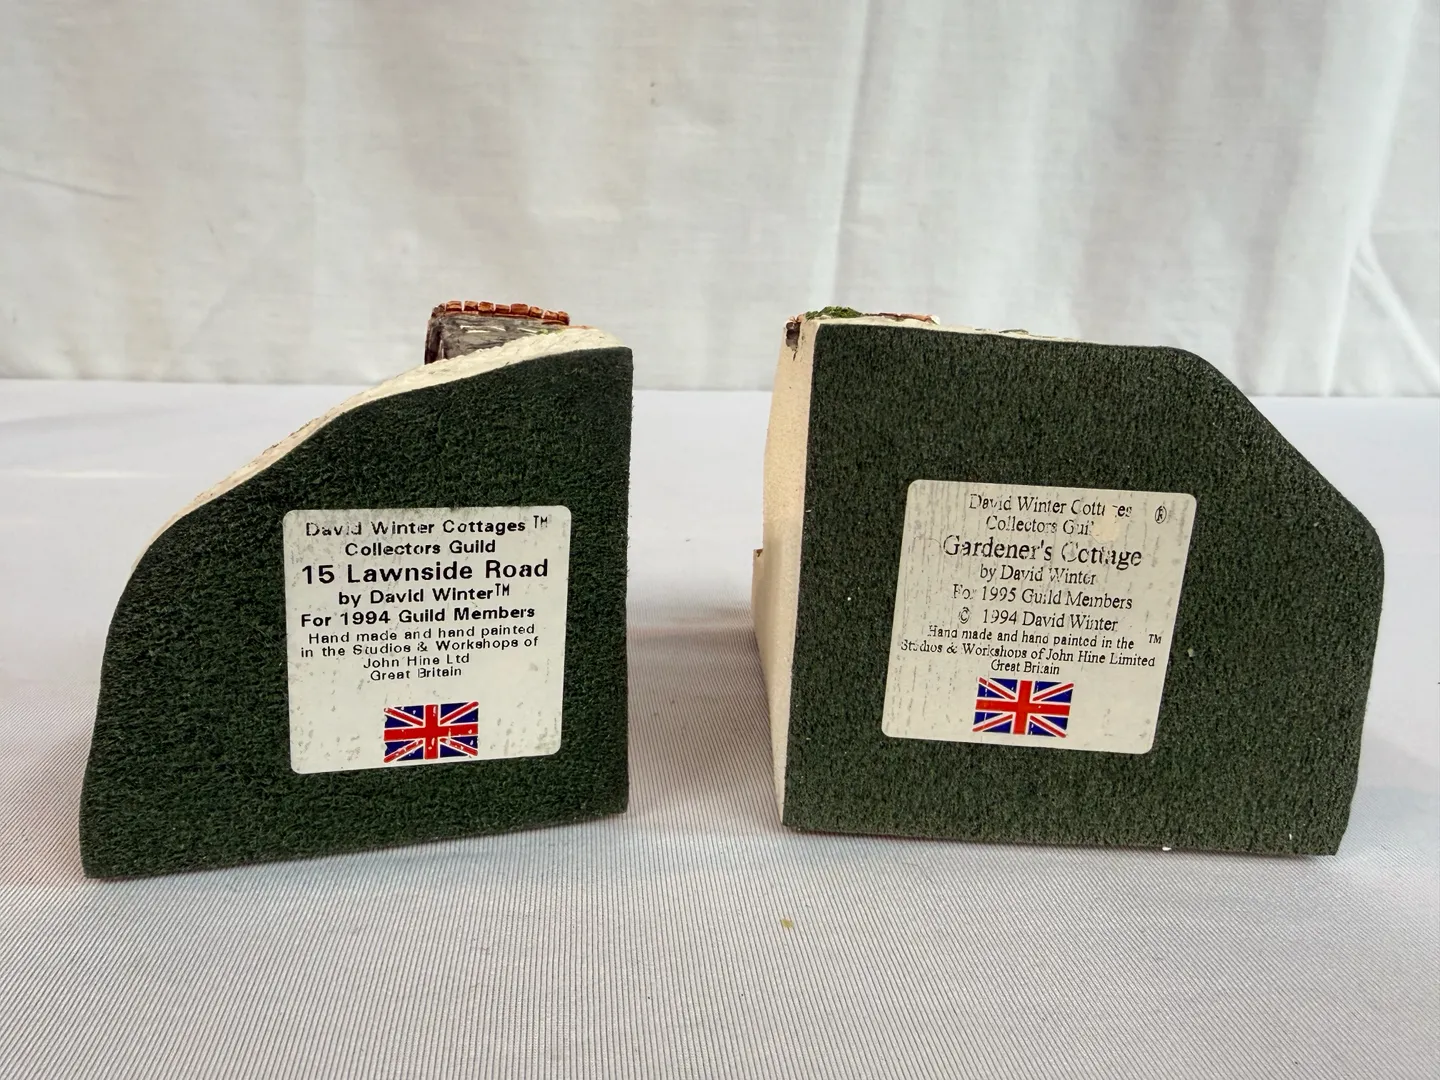 David Winter Cottages ™
Collectors Guild
15 Lawnside Road
by David Winter™
For 1994 Guild Members
Hand made and hand painted
in the Studios & Workshops of
John Hine Ltd
Great Britain
David Winter Cottages ®
Collectors Guild
Gardener's Cottage
by David Winter
For 1995 Guild Members
© 1994 David Winter
Hand made and hand painted in the ™
Studios & Workshops of John Hine Limited
Great Britain